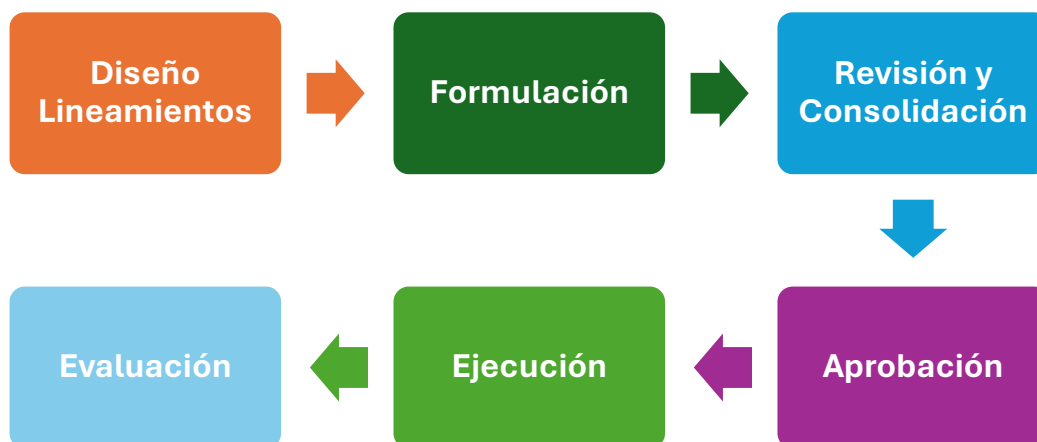 Diseño
Lineamientos
Formulación
Revisión y
Consolidación
Aprobación
Ejecución
Evaluación